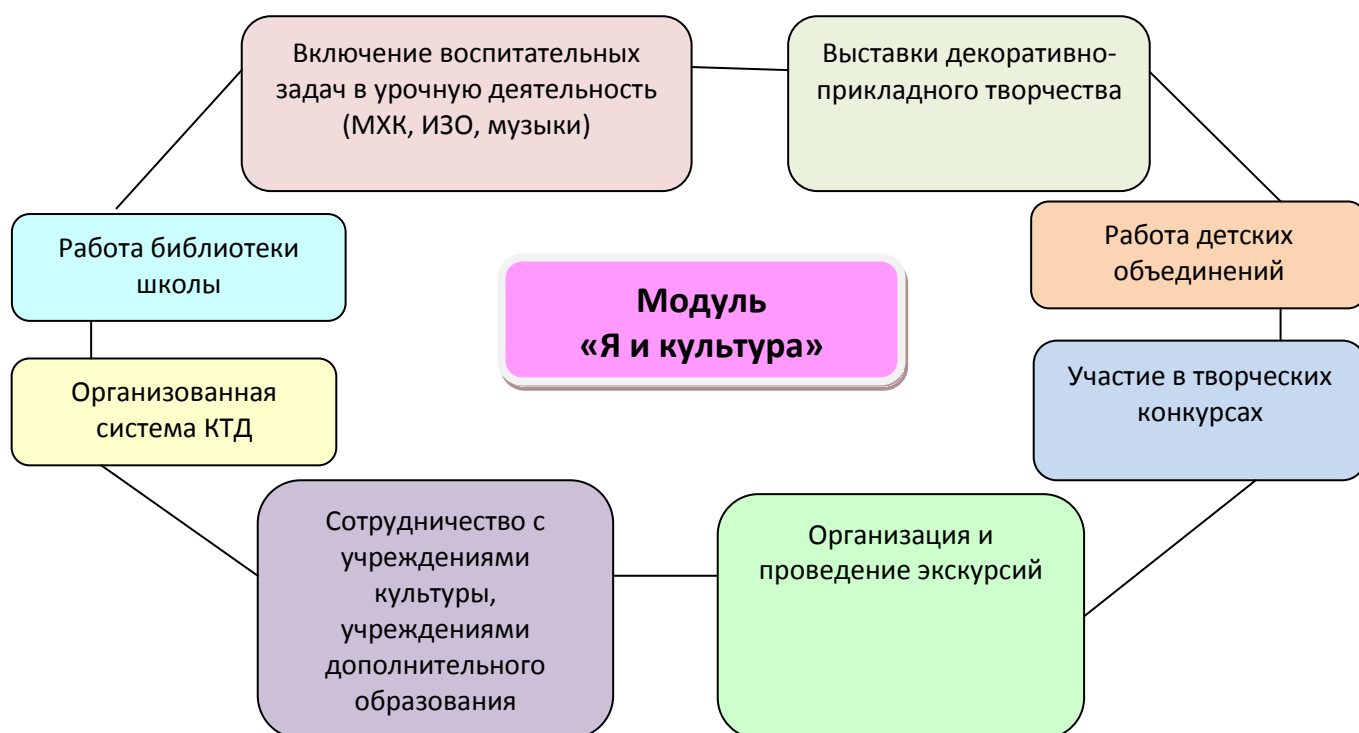 Включение воспитательных
задач в урочную деятельность
(МХК, ИЗО, музыки)
Выставки декоративно-
прикладного творчества
Работа библиотеки
школы
Работа детских
объединений
Модуль
«Я и культура»
Организованная
система КТД
Участие в творческих
конкурсах
Сотрудничество с
учреждениями
культуры,
учреждениями
дополнительного
образования
Организация и
проведение экскурсий